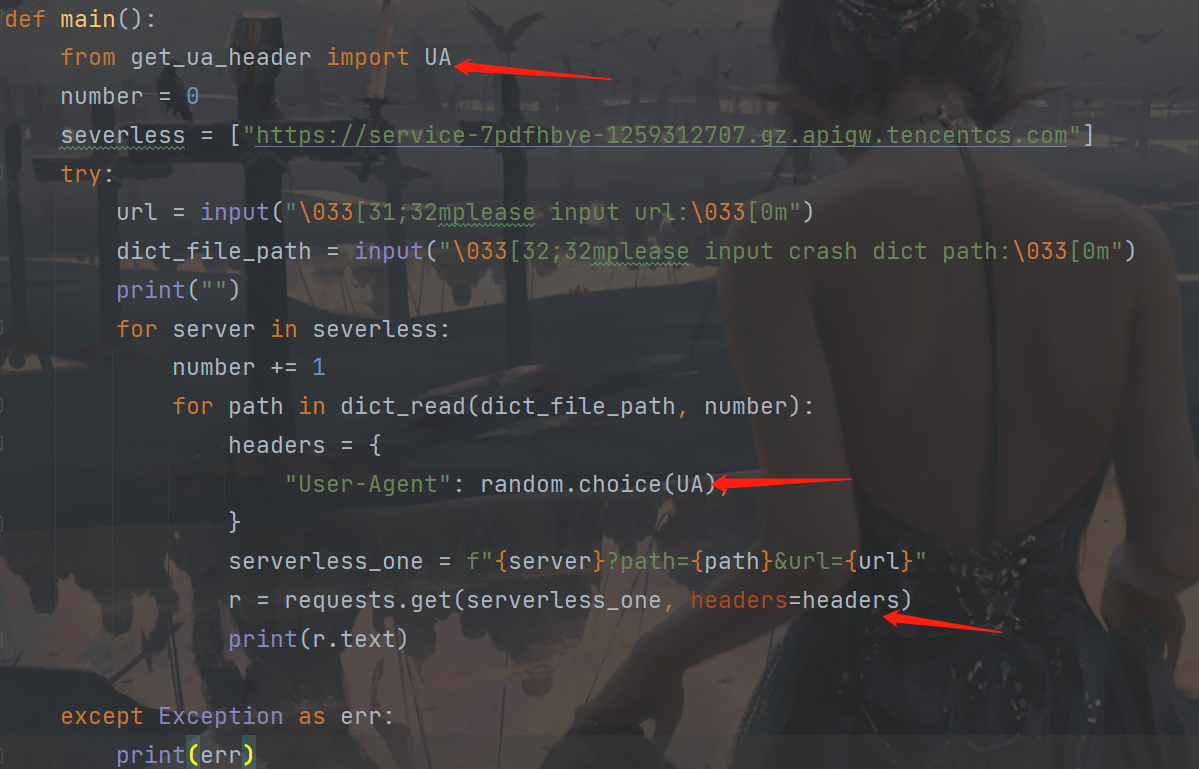 def main():
    from get_ua_header import UA
    number = 0
    severless = ["https://service-7pdfhbye-1259312707.gz.apigw.tencentcs.com"]
    try:
        url = input("\033[31;32mplease input url:\033[0m")
        dict_file_path = input("\033[32;32mplease input crash dict path:\033[0m")
        print("")
        for server in severless:
            number += 1
            for path in dict_read(dict_file_path, number):
                headers = {
                    "User-Agent": random.choice(UA),
                }
                serverless_one = f"{server}?path={path}&url={url}"
                r = requests.get(serverless_one, headers=headers)
                print(r.text)
    except Exception as err:
        print(err)